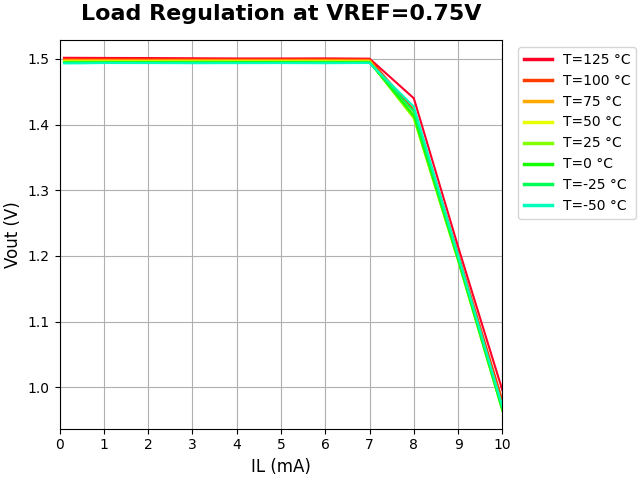 Load Regulation at VREF=0.75V
Vout (V)
1.5
1.4
1.3
1.2
1.1
1.0
0 1 2 3 4 5 6 7 8 9 10
IL (mA)
T=125 °C
T=100 °C
T=75 °C
T=50 °C
T=25 °C
T=0 °C
T=-25 °C
T=-50 °C